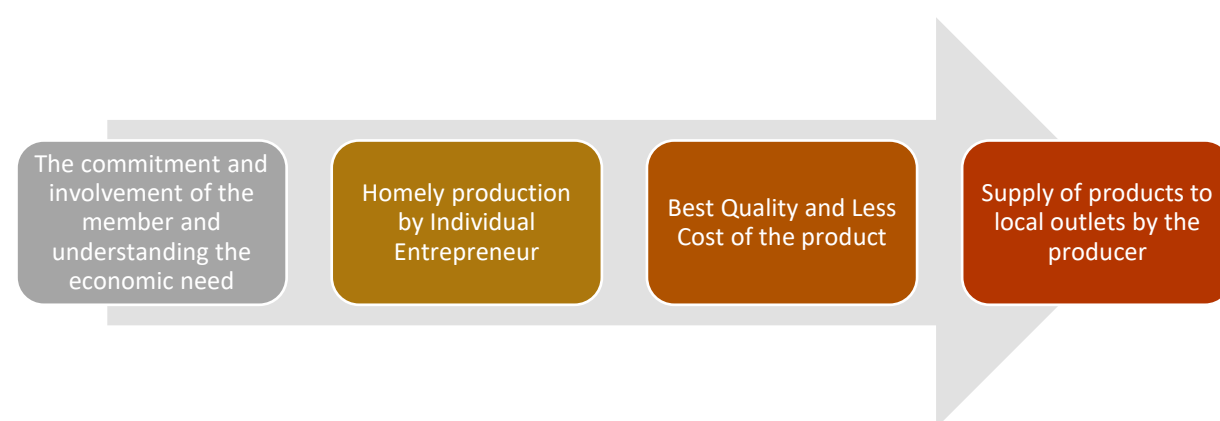 The commitment and
involvement of the
member and
understanding the
economic need
Homely production
by Individual
Entrepreneur
Best Quality and Less
Cost of the product
Supply of products to
local outlets by the
producer